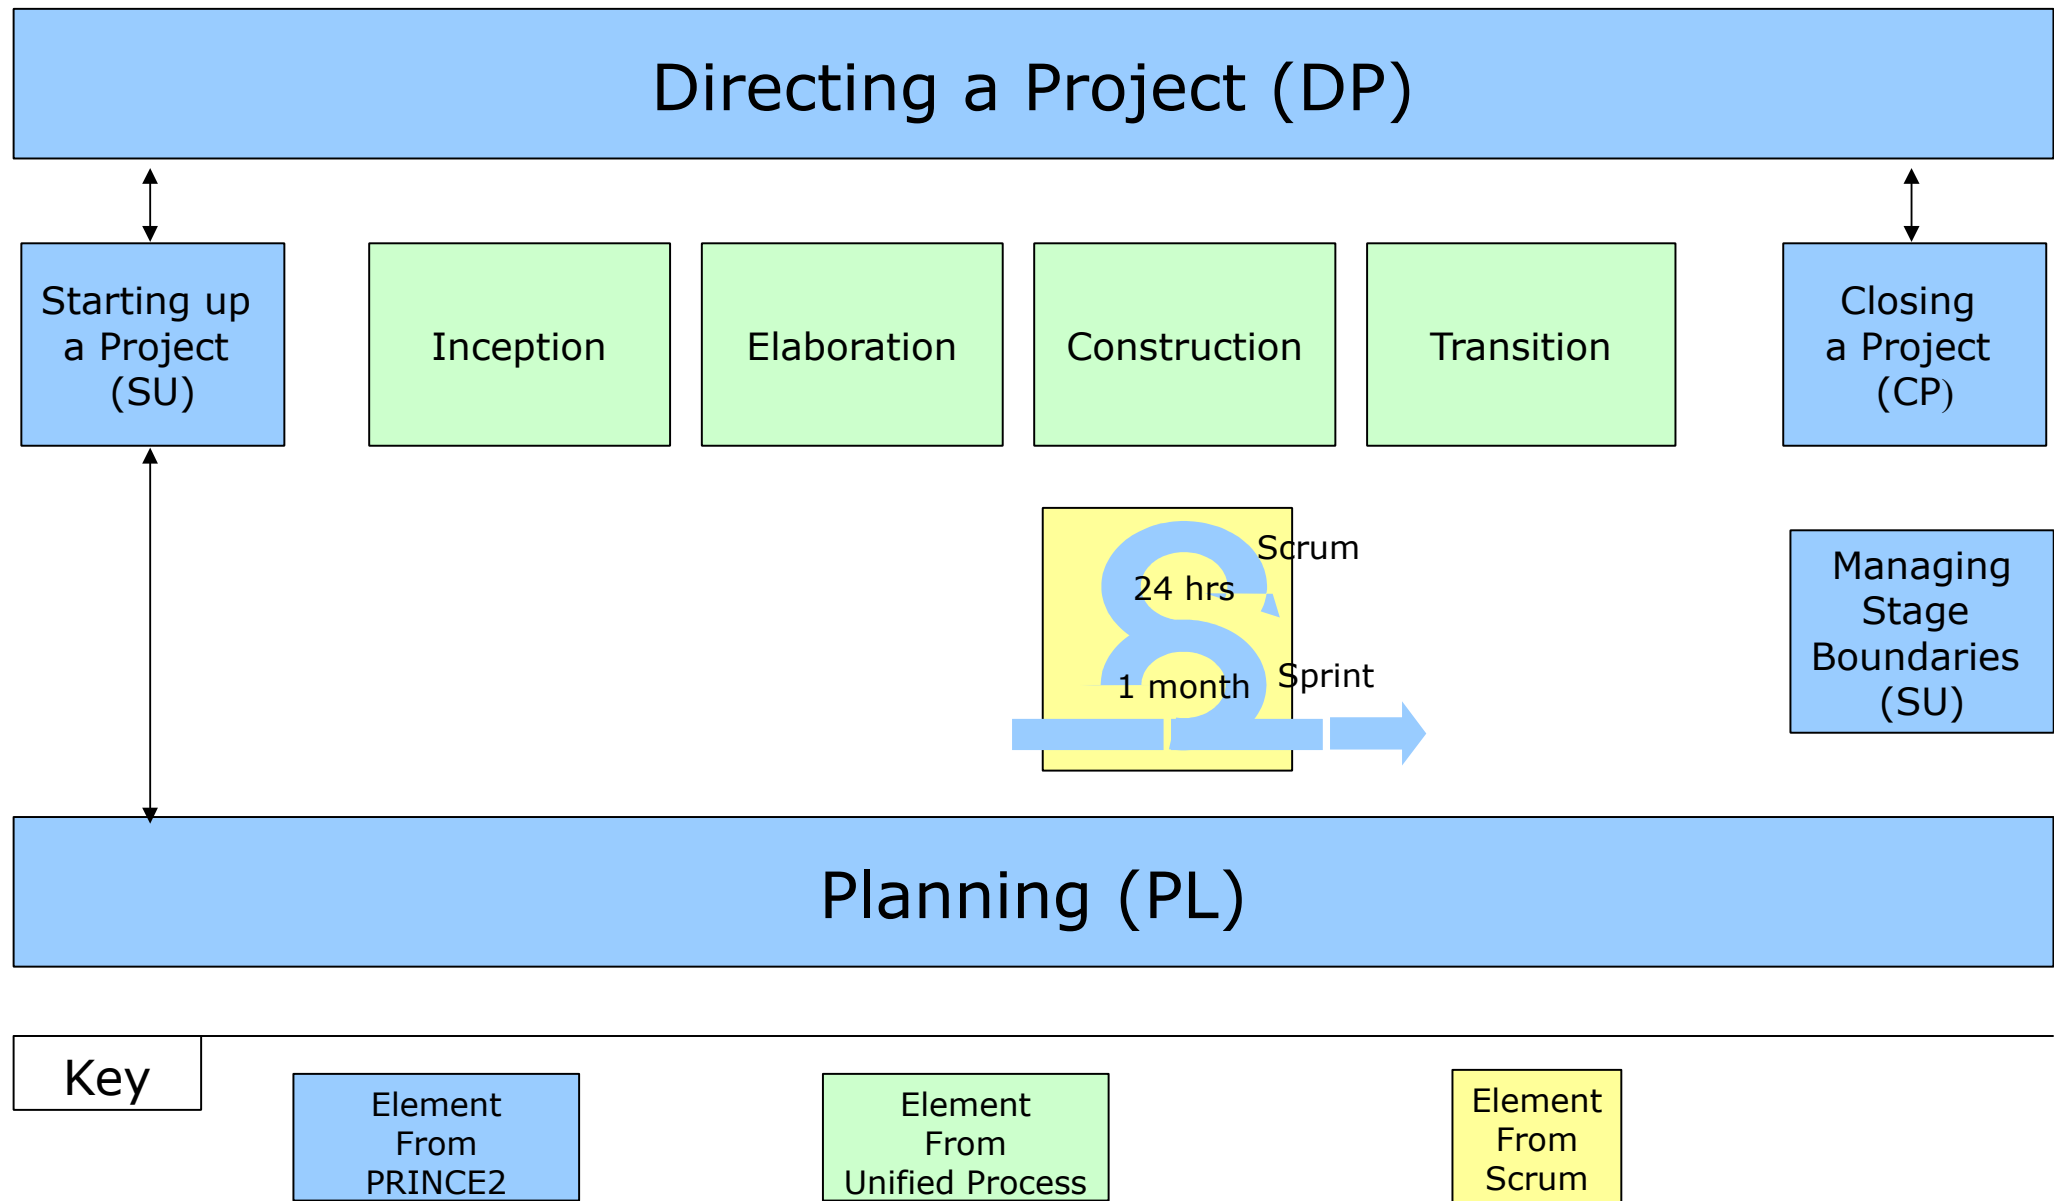 Directing a Project (DP)
Starting up
a Project
(SU)
Inception
Elaboration
Construction
Transition
Closing
a Project
(CP)
Scrum
24 hrs
1 month
Sprint
Managing
Stage
Boundaries
(SU)
Planning (PL)
Key
Element
From
PRINCE2
Element
From
Unified Process
Element
From
Scrum